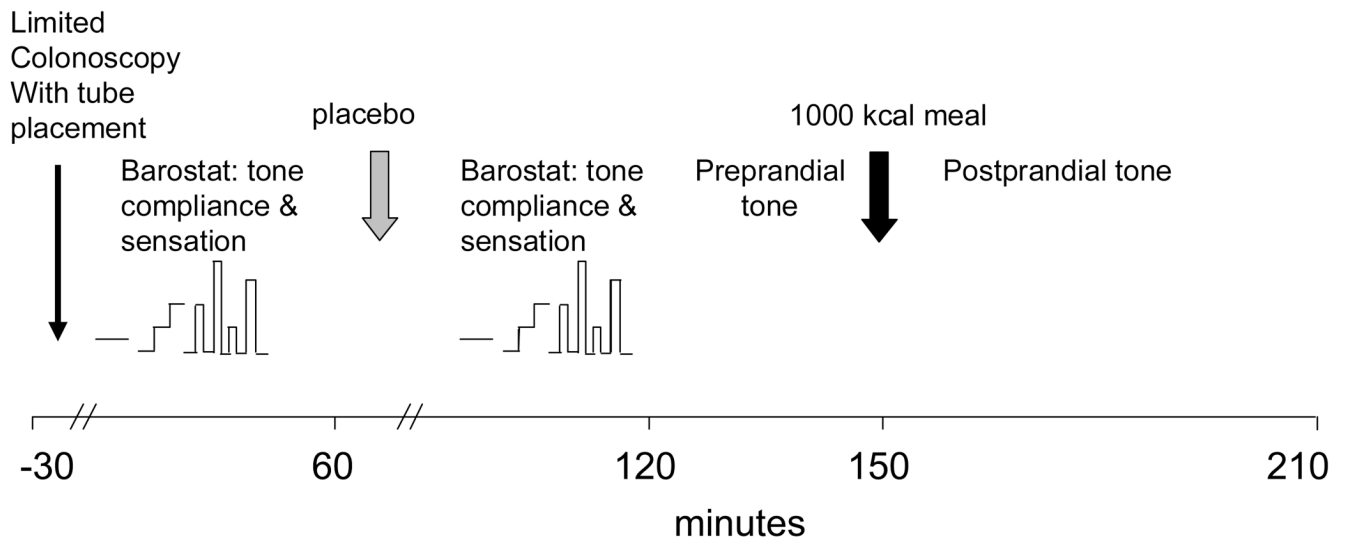 Limited
Colonoscopy
With tube
placement
placebo
1000 kcal meal
Barostat: tone
compliance &
sensation
Barostat: tone
compliance &
sensation
Preprandial
tone
Postprandial tone
-30
60
120
150
210
minutes